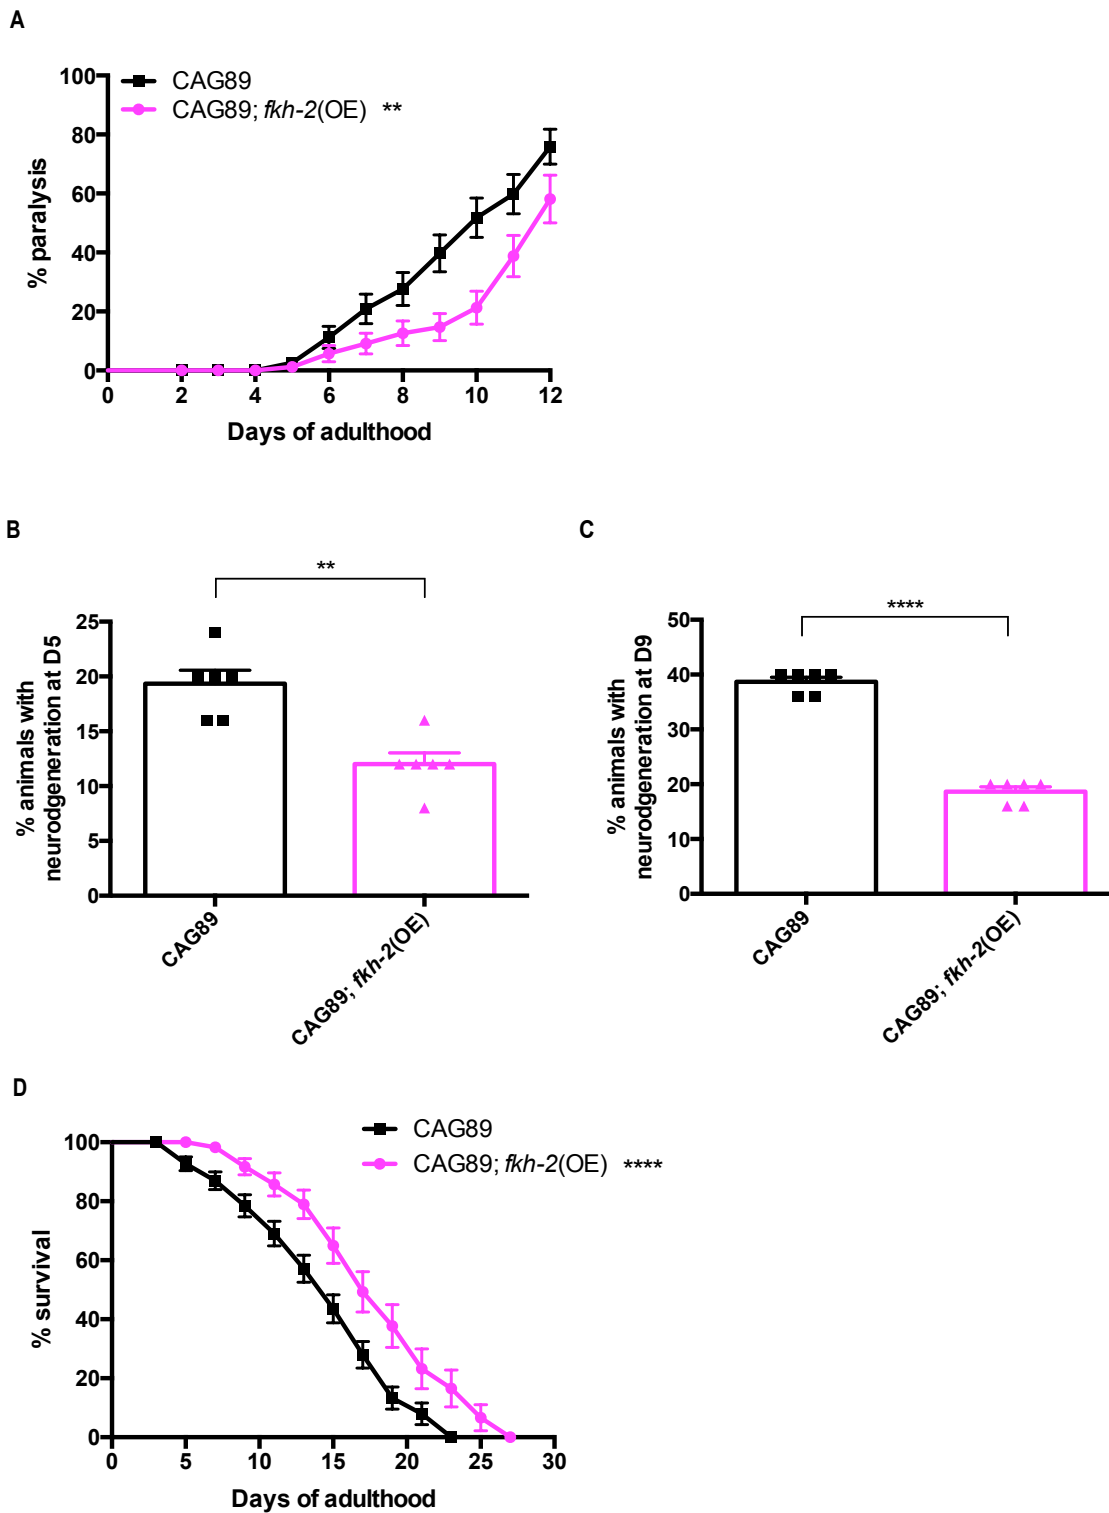 A
CAG89
CAG89; fkh-2(OE) **
100
80
60
40
20
0
% paralysis
0 2 4 6 8 10 12
Days of adulthood
B
**
25
20
15
10
5
0
% animals with
neurodgeneration at D5
CAG89
CAG89; fkh-2(OE)
C
****
50
40
30
20
10
0
% animals with
neurodgeneration at D9
CAG89
CAG89; fkh-2(OE)
D
CAG89
CAG89; fkh-2(OE) ****
100
80
60
40
20
0
% survival
0 5 10 15 20 25 30
Days of adulthood